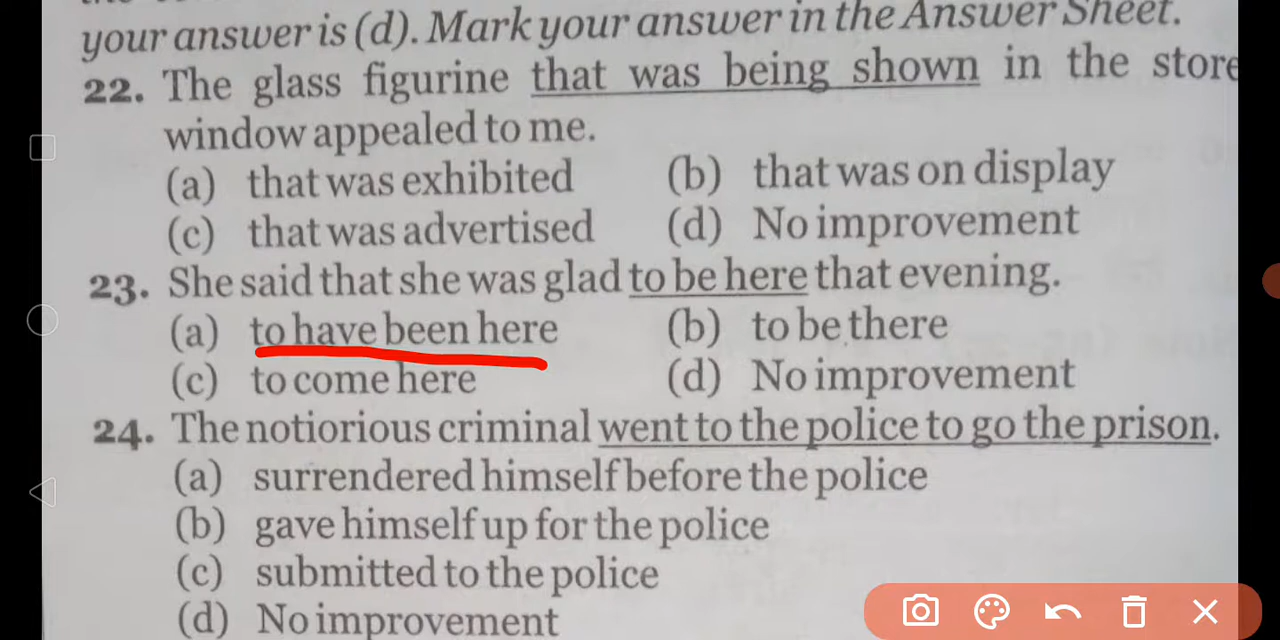 your answer is (d). Mark your answer in the Answer Sheet.
22. The glass figurine that was being shown in the store
window appealed to me.
(a) that was exhibited (b) that was on display
(c) that was advertised (d) No improvement
23. She said that she was glad to be here that evening.
(a) to have been here (b) to be there
(c) to come here (d) No improvement
24. The notiorious criminal went to the police to go the prison.
(a) surrendered himself before the police
(b) gave himself up for the police
(c) submitted to the police
(d) No improvement